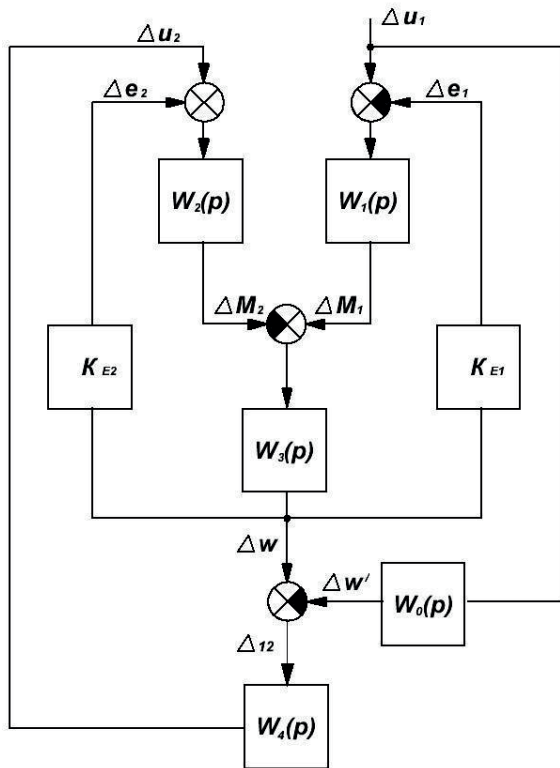 △u₂
△u₁
△e₂
△e₁
W₂(p)
W₁(p)
△M₂
△M₁
K E2
K E1
W₃(p)
△w
△w'
W₀(p)
△₁₂
W₄(p)